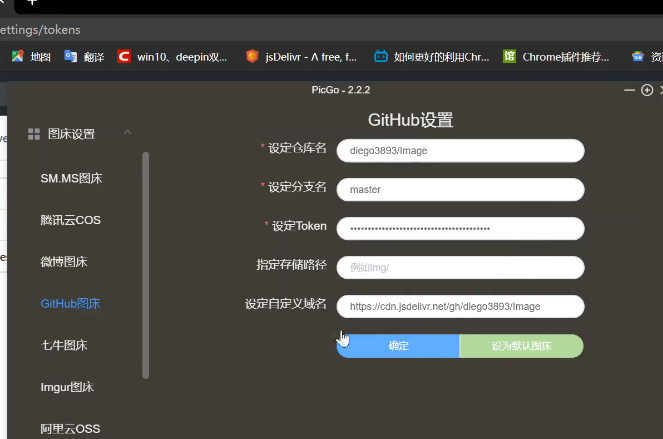 ettings/tokens
地图
翻译
win10、deepin双...
jsDelivr - A free, f...
如何更好的利用Chr...
馆
Chrome插件推荐...
PicGo - 2.2.2
GitHub设置
图床设置
* 设定仓库名
diego3893/Image
SM.MS图床
* 设定分支名
master
腾讯云COS
* 设定Token
••••••••••••••••••••••••••••••••••••••••
微博图床
指定存储路径
例如img/
GitHub图床
设定自定义域名
https://cdn.jsdelivr.net/gh/diego3893/Image
七牛图床
确定
设为默认图床
Imgur图床
阿里云OSS